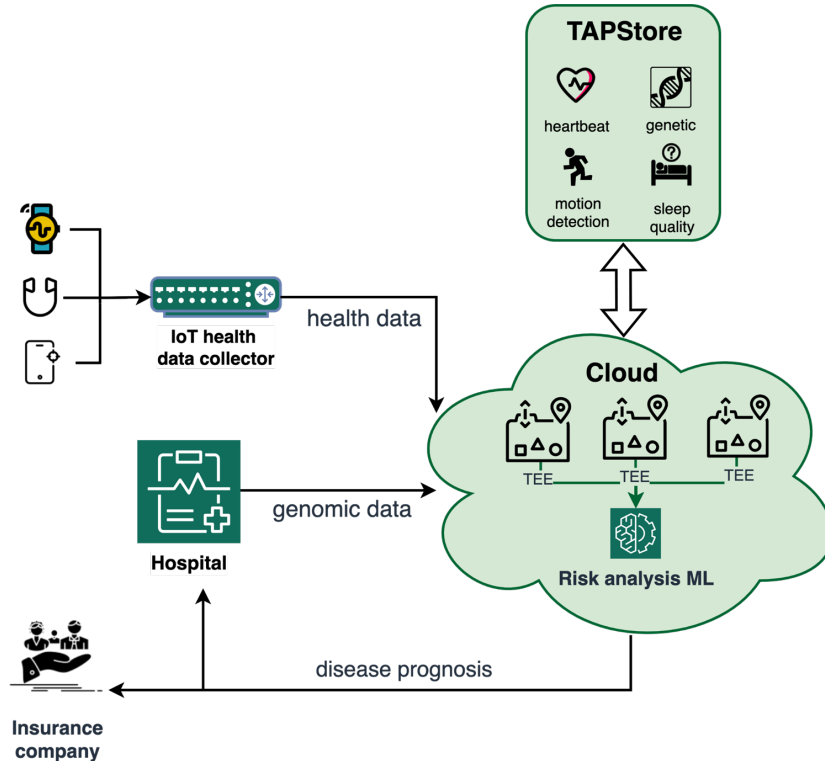 TAPStore
heartbeat
genetic
motion
detection
sleep
quality
?
IoT health
data collector
health data
Cloud
TEE
TEE
TEE
Risk analysis ML
Hospital
genomic data
disease prognosis
Insurance
company